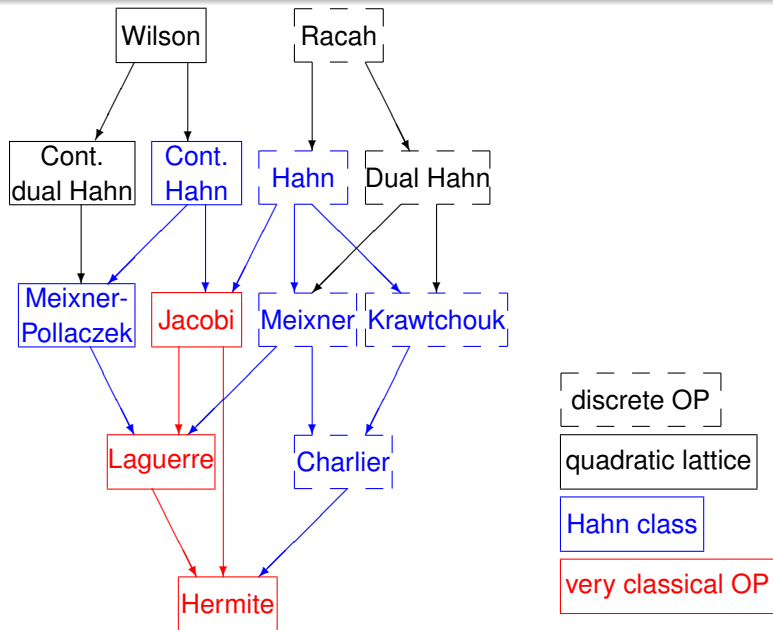 Wilson
Racah
Cont.
dual Hahn
Cont.
Hahn
Hahn
Dual Hahn
Meixner-
Pollaczek
Jacobi
Meixner
Krawtchouk
Laguerre
Charlier
Hermite
discrete OP
quadratic lattice
Hahn class
very classical OP